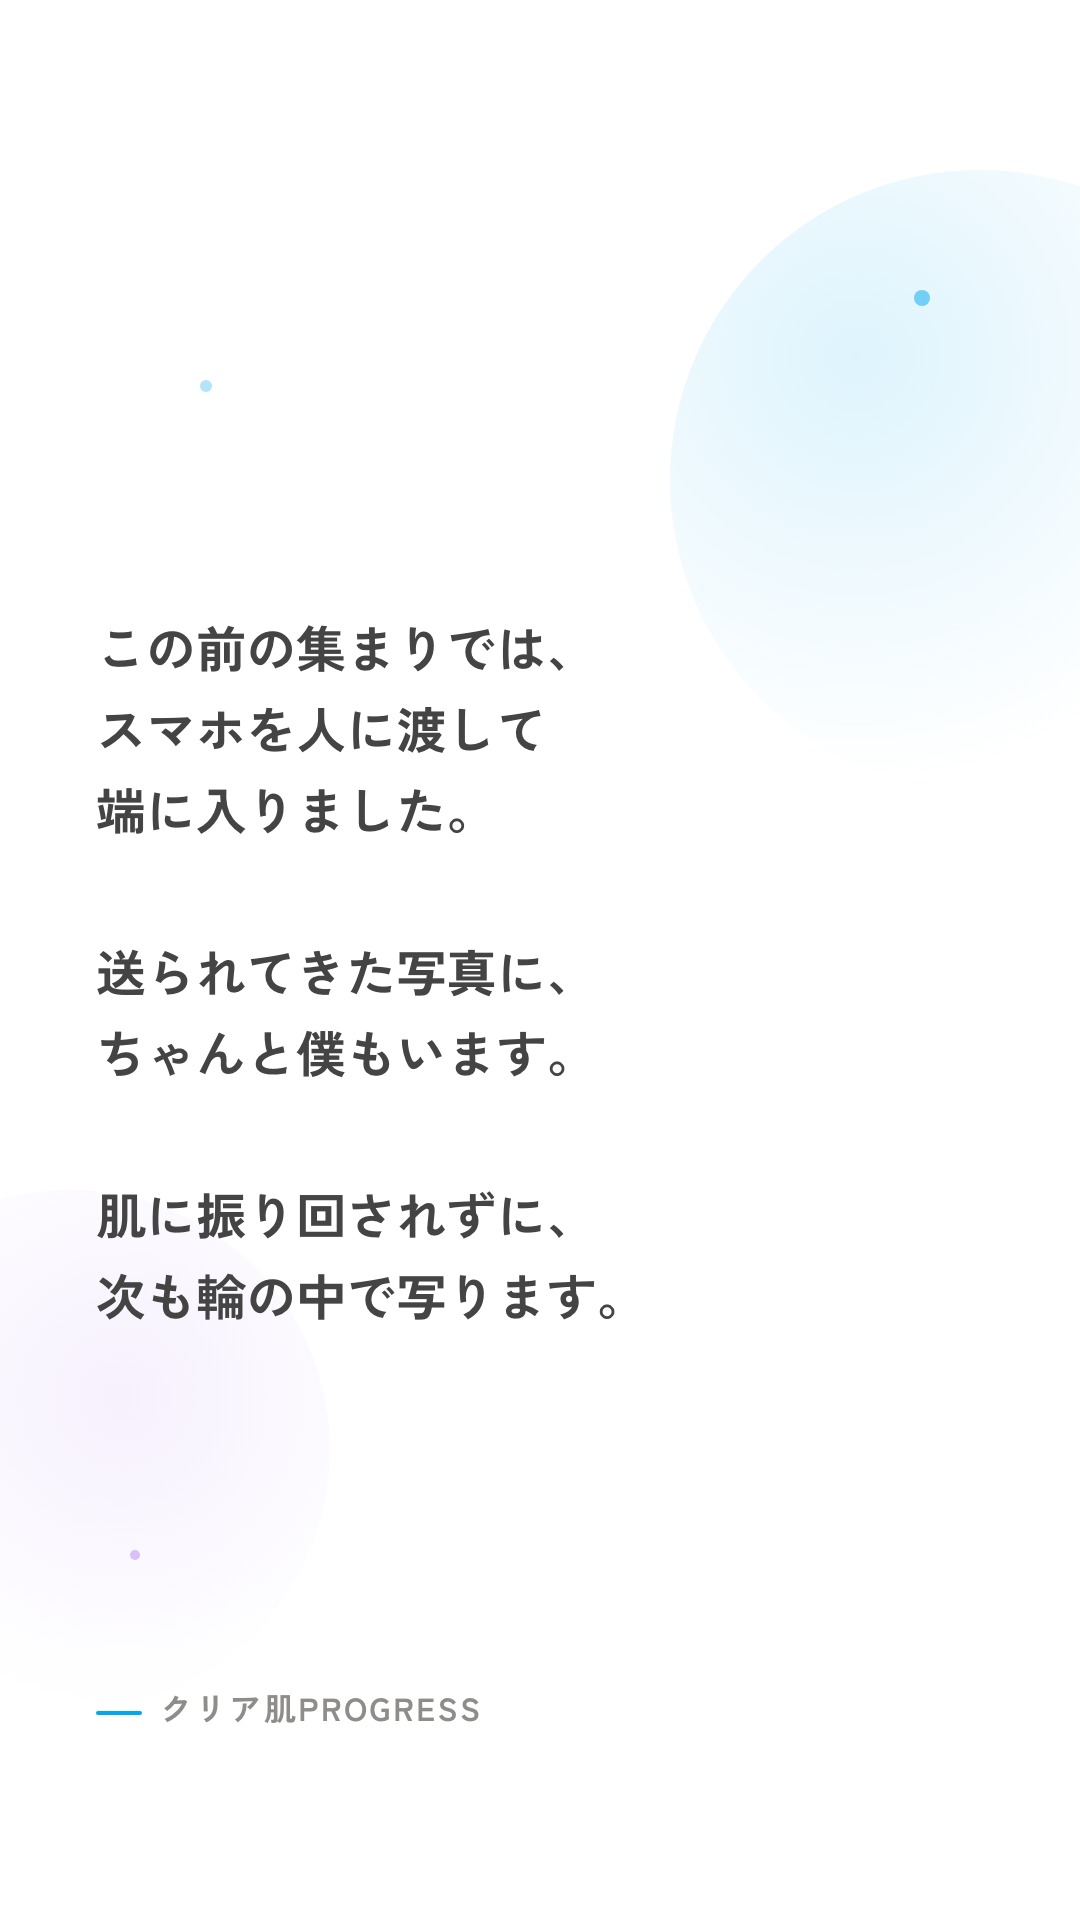 この前の集まりでは、
スマホを人に渡して
端に入りました。
送られてきた写真に、
ちゃんと僕もいます。
肌に振り回されずに、
次も輪の中で写ります。
クリア肌PROGRESS